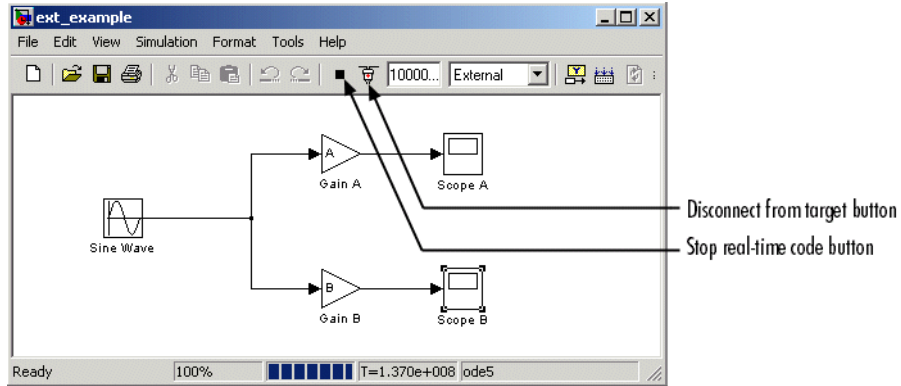 ext_example
File Edit View Simulation Format Tools Help
10000... External
A
Gain A
Scope A
Sine Wave
B
Gain B
Scope B
Disconnect from target button
Stop real-time code button
Ready 100% T=1.370e+008 ode5